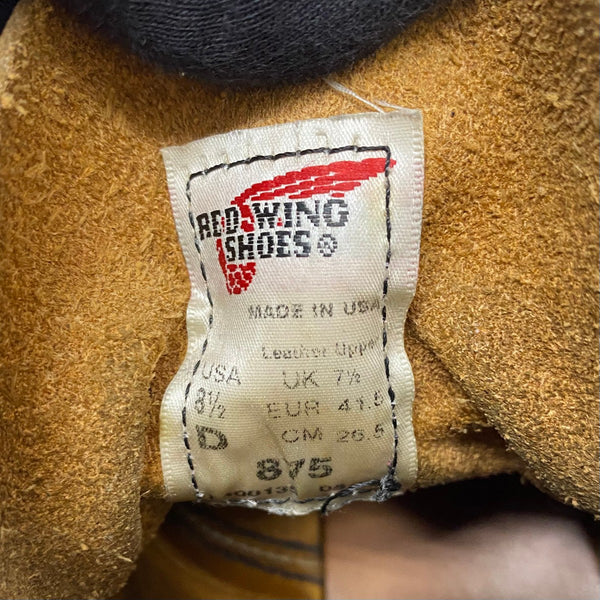 RED WING
SHOES®
MADE IN USA
Leather Upper
USA UK 7½
8½ EUR 41.5
D CM 26.5
875